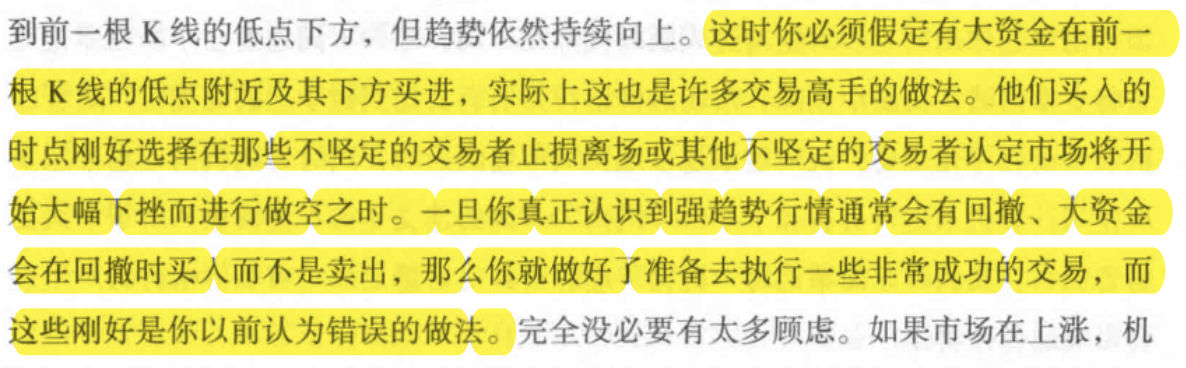 到前一根 K 线的低点下方，但趋势依然持续向上。这时你必须假定有大资金在前一
根 K 线的低点附近及其下方买进，实际上这也是许多交易高手的做法。他们买入的
时点刚好选择在那些不坚定的交易者止损离场或其他不坚定的交易者认定市场将开
始大幅下挫而进行做空之时。一旦你真正认识到强趋势行情通常会有回撤、大资金
会在回撤时买入而不是卖出，那么你就做好了准备去执行一些非常成功的交易，而
这些刚好是你以前认为错误的做法。完全没必要有太多顾虑。如果市场在上涨，机